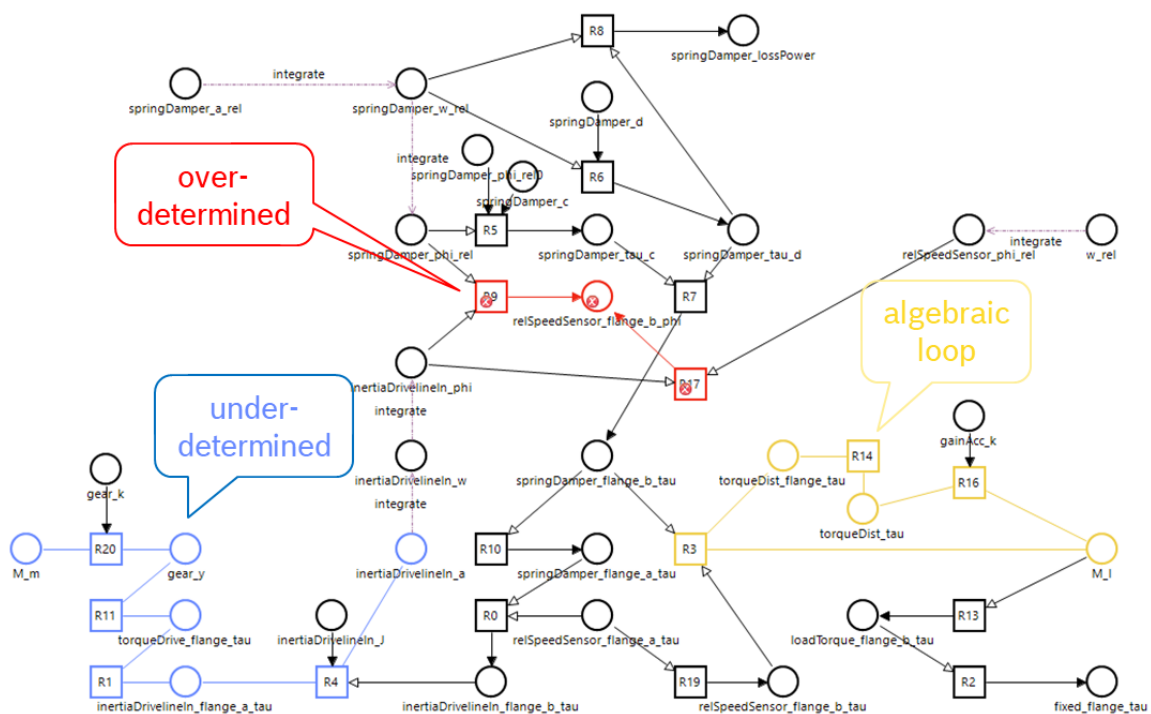 R8
springDamper_lossPower
integrate
springDamper_a_rel
springDamper_w_rel
springDamper_d
integrate
over-
determined
springDamper_phi_rel0
R6
springDamper_c
R5
springDamper_phi_rel
springDamper_tau_c
springDamper_tau_d
relSpeedSensor_phi_rel
integrate
w_rel
R9
R7
relSpeedSensor_flange_b_phi
algebraic
loop
inertiaDrivelineIn_phi
R17
integrate
under-
determined
gainAcc_k
R14
gear_k
inertiaDrivelineIn_w
springDamper_flange_b_tau
torqueDist_flange_tau
R16
integrate
torqueDist_tau
R20
R10
R3
M_m
gear_y
inertiaDrivelineIn_a
springDamper_flange_a_tau
M_l
R11
R0
R13
torqueDrive_flange_tau
inertiaDrivelineIn_J
relSpeedSensor_flange_a_tau
loadTorque_flange_b_tau
R1
R4
R19
R2
inertiaDrivelineIn_flange_a_tau
inertiaDrivelineIn_flange_b_tau
relSpeedSensor_flange_b_tau
fixed_flange_tau